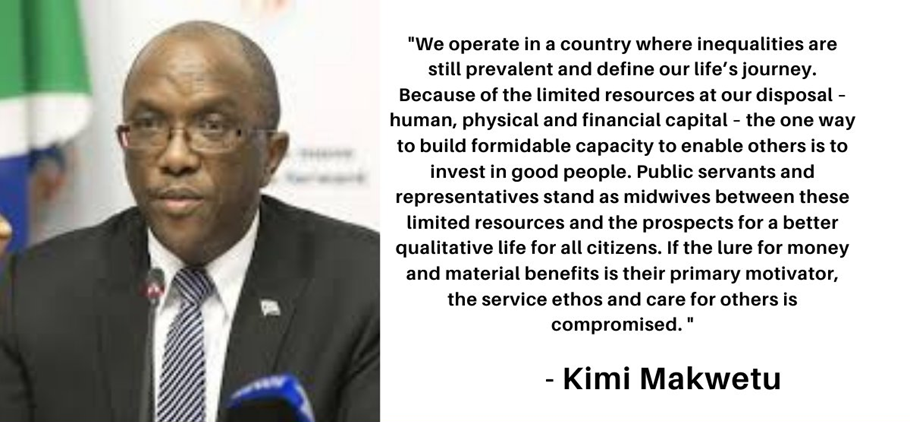 "We operate in a country where inequalities are
still prevalent and define our life’s journey.
Because of the limited resources at our disposal –
human, physical and financial capital – the one way
to build formidable capacity to enable others is to
invest in good people. Public servants and
representatives stand as midwives between these
limited resources and the prospects for a better
qualitative life for all citizens. If the lure for money
and material benefits is their primary motivator,
the service ethos and care for others is
compromised. "
- Kimi Makwetu